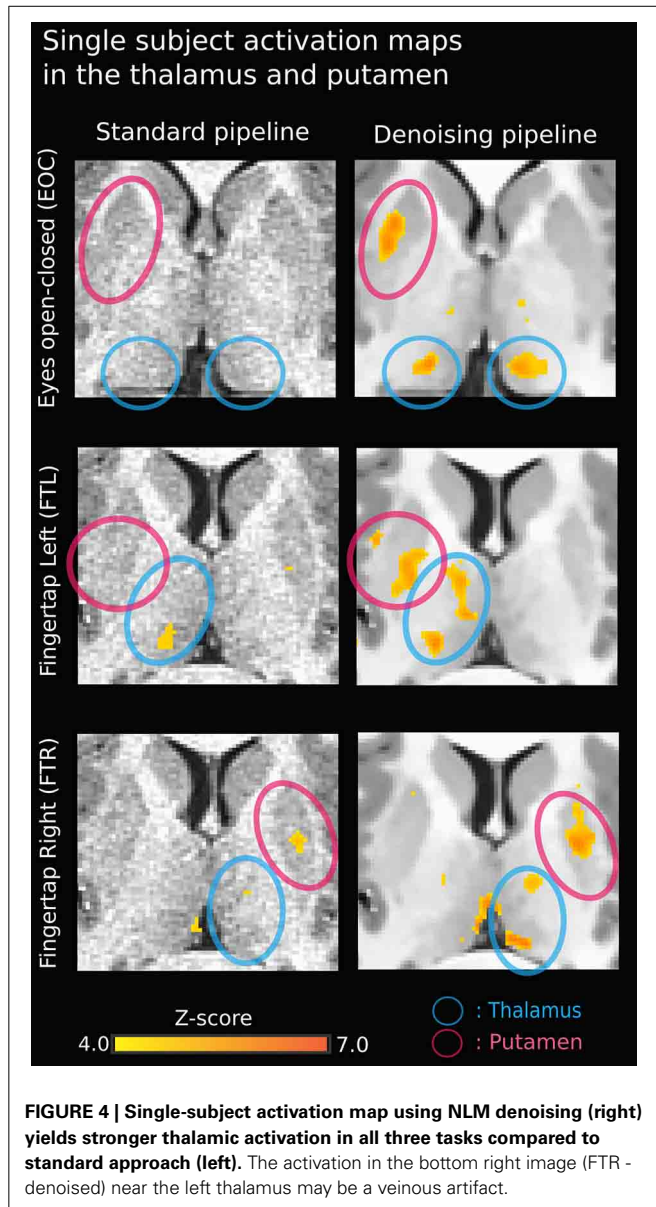 Single subject activation maps
in the thalamus and putamen
Standard pipeline
Denoising pipeline
Eyes open-closed (EOC)
Fingertap Left (FTL)
Fingertap Right (FTR)
Z-score
4.0
7.0
: Thalamus
: Putamen
FIGURE 4 | Single-subject activation map using NLM denoising (right)
yields stronger thalamic activation in all three tasks compared to
standard approach (left). The activation in the bottom right image (FTR -
denoised) near the left thalamus may be a veinous artifact.